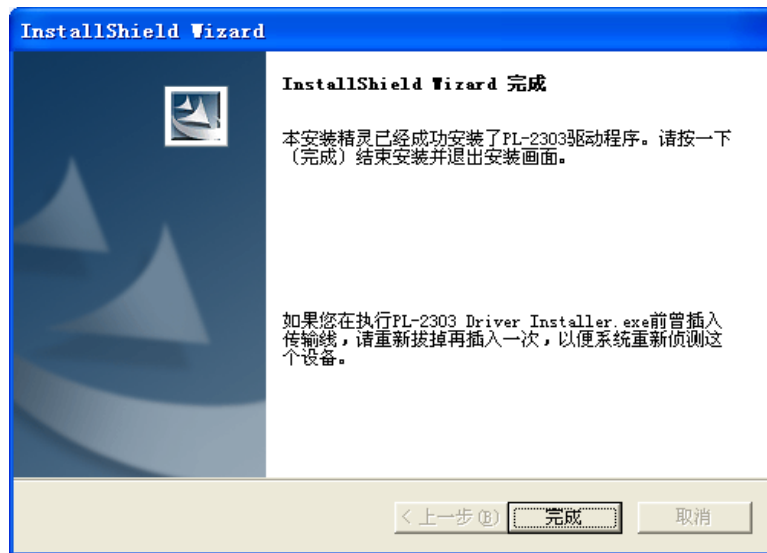 InstallShield Wizard
InstallShield Wizard 完成
本安装精灵已经成功安装了PL-2303驱动程序。请按一下
（完成）结束安装并退出安装画面。
如果您在执行PL-2303 Driver Installer.exe前曾插入
传输线，请重新拔掉再插入一次，以便系统重新侦测这
个设备。
< 上一步(B)
完成
取消